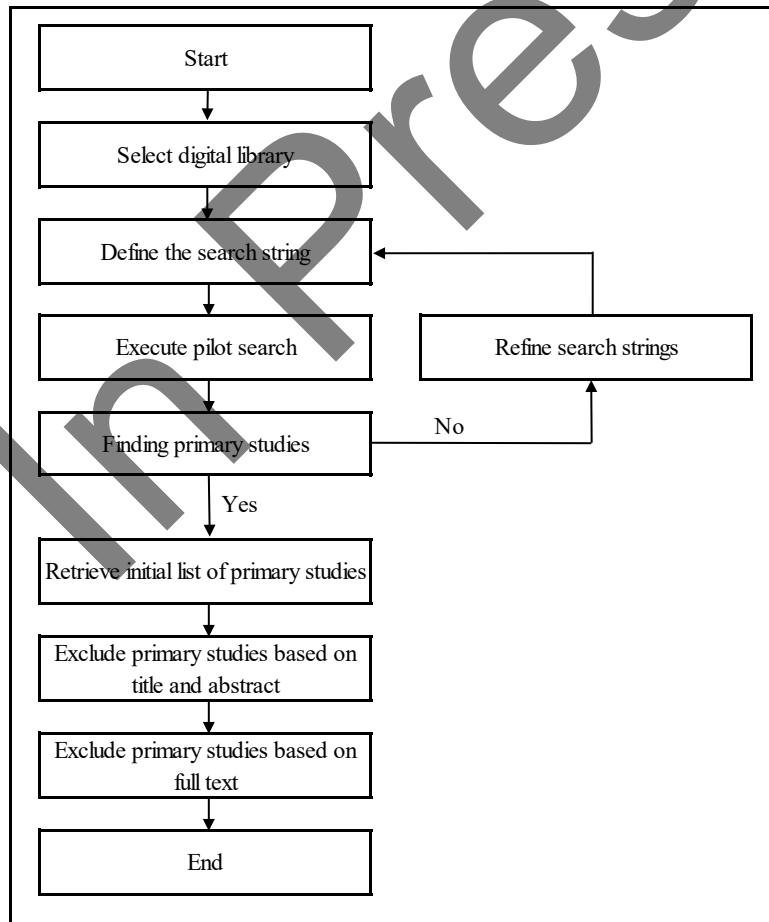 Start
Select digital library
Define the search string
Execute pilot search
Refine search strings
Finding primary studies
No
Yes
Retrieve initial list of primary studies
Exclude primary studies based on
title and abstract
Exclude primary studies based on
full text
End
In Pres